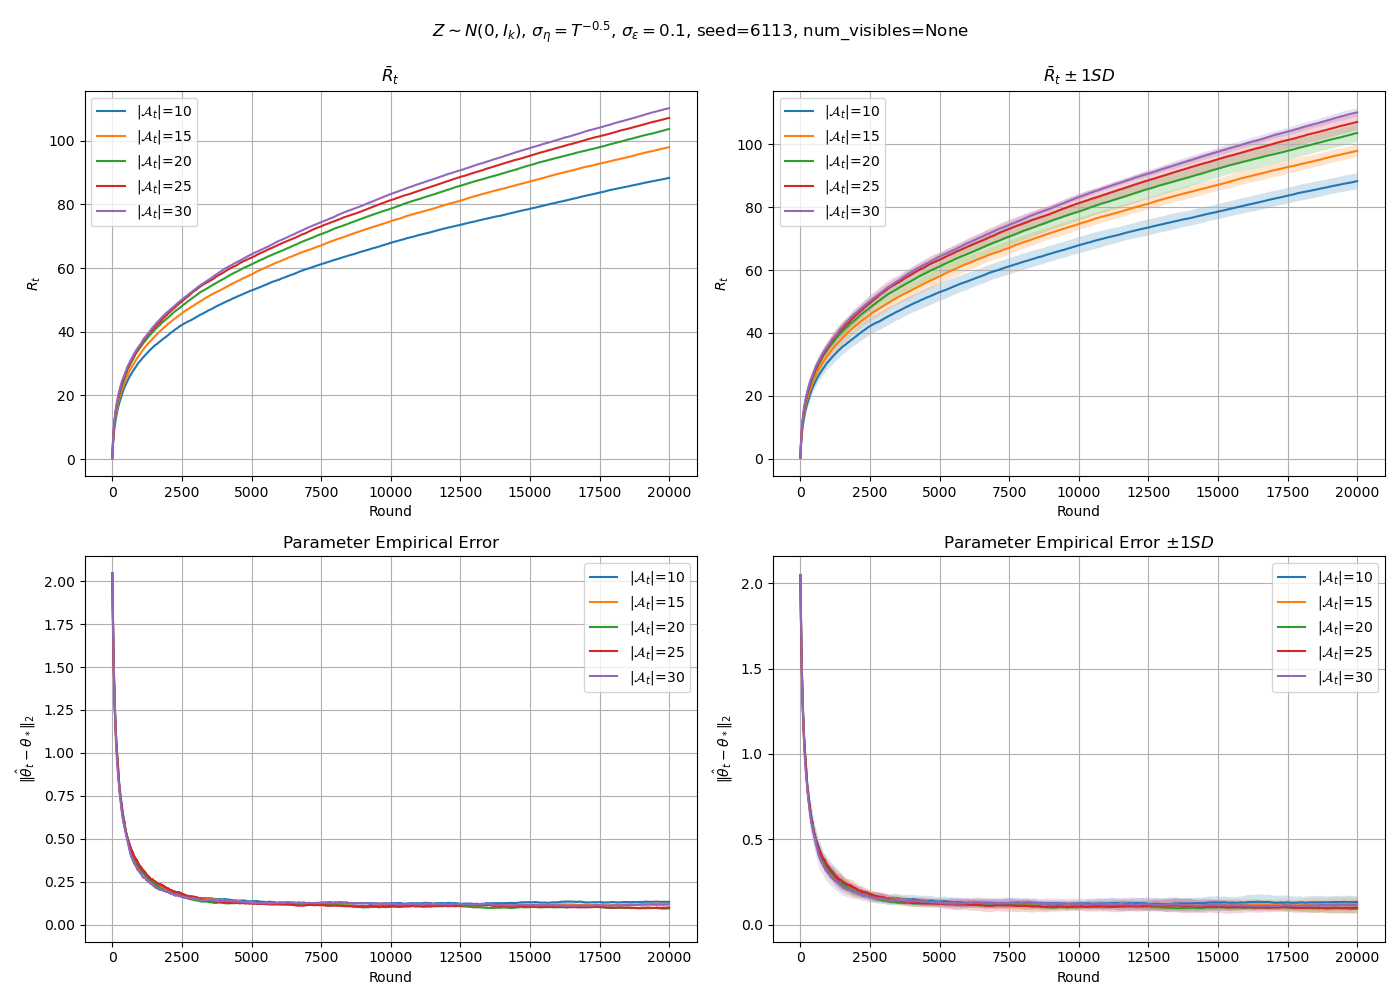 Z ∼ N(0, I_k), σ_η = T^{−0.5}, σ_ε = 0.1, seed=6113, num_visibles=None
R̄_t
R_t
100
80
60
40
20
0
|𝒜_t|=10
|𝒜_t|=15
|𝒜_t|=20
|𝒜_t|=25
|𝒜_t|=30
0 2500 5000 7500 10000 12500 15000 17500 20000
Round
R̄_t ± 1SD
R_t
100
80
60
40
20
0
|𝒜_t|=10
|𝒜_t|=15
|𝒜_t|=20
|𝒜_t|=25
|𝒜_t|=30
0 2500 5000 7500 10000 12500 15000 17500 20000
Round
Parameter Empirical Error
‖θ̂_t − θ_*‖_2
2.00
1.75
1.50
1.25
1.00
0.75
0.50
0.25
0.00
|𝒜_t|=10
|𝒜_t|=15
|𝒜_t|=20
|𝒜_t|=25
|𝒜_t|=30
0 2500 5000 7500 10000 12500 15000 17500 20000
Round
Parameter Empirical Error ±1SD
‖θ̂_t − θ_*‖_2
2.0
1.5
1.0
0.5
0.0
|𝒜_t|=10
|𝒜_t|=15
|𝒜_t|=20
|𝒜_t|=25
|𝒜_t|=30
0 2500 5000 7500 10000 12500 15000 17500 20000
Round